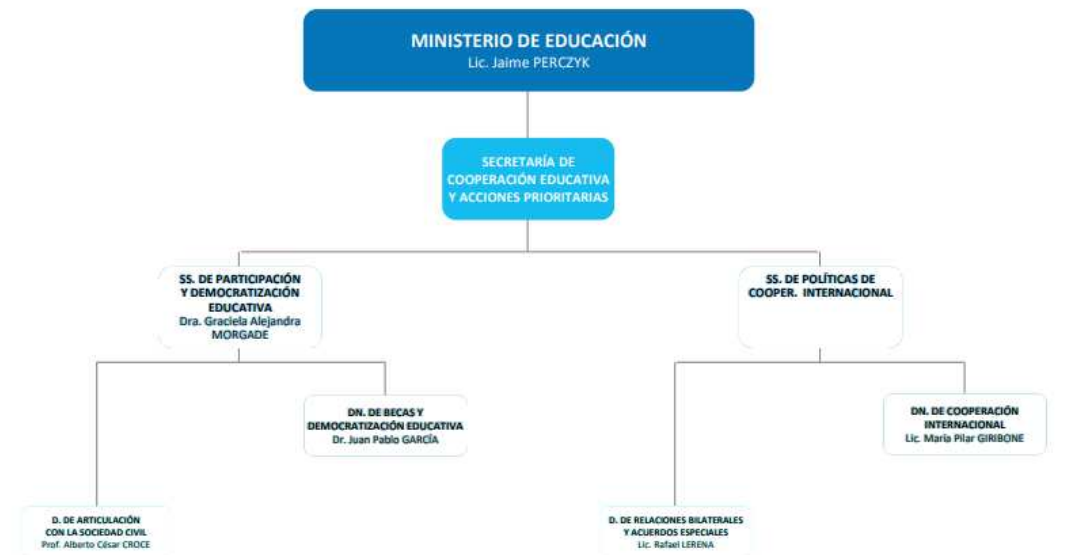 MINISTERIO DE EDUCACIÓN
Lic. Jaime PERCZYK
SECRETARÍA DE
COOPERACIÓN EDUCATIVA
Y ACCIONES PRIORITARIAS
SS. DE PARTICIPACIÓN
Y DEMOCRATIZACIÓN
EDUCATIVA
Dra. Graciela Alejandra
MORGADE
SS. DE POLÍTICAS DE
COOPER. INTERNACIONAL
DN. DE BECAS Y
DEMOCRATIZACIÓN EDUCATIVA
Dr. Juan Pablo GARCÍA
DN. DE COOPERACIÓN
INTERNACIONAL
Lic. María Pilar GIRIBONE
D. DE ARTICULACIÓN
CON LA SOCIEDAD CIVIL
Prof. Alberto César CROCE
D. DE RELACIONES BILATERALES
Y ACUERDOS ESPECIALES
Lic. Rafael LERENA